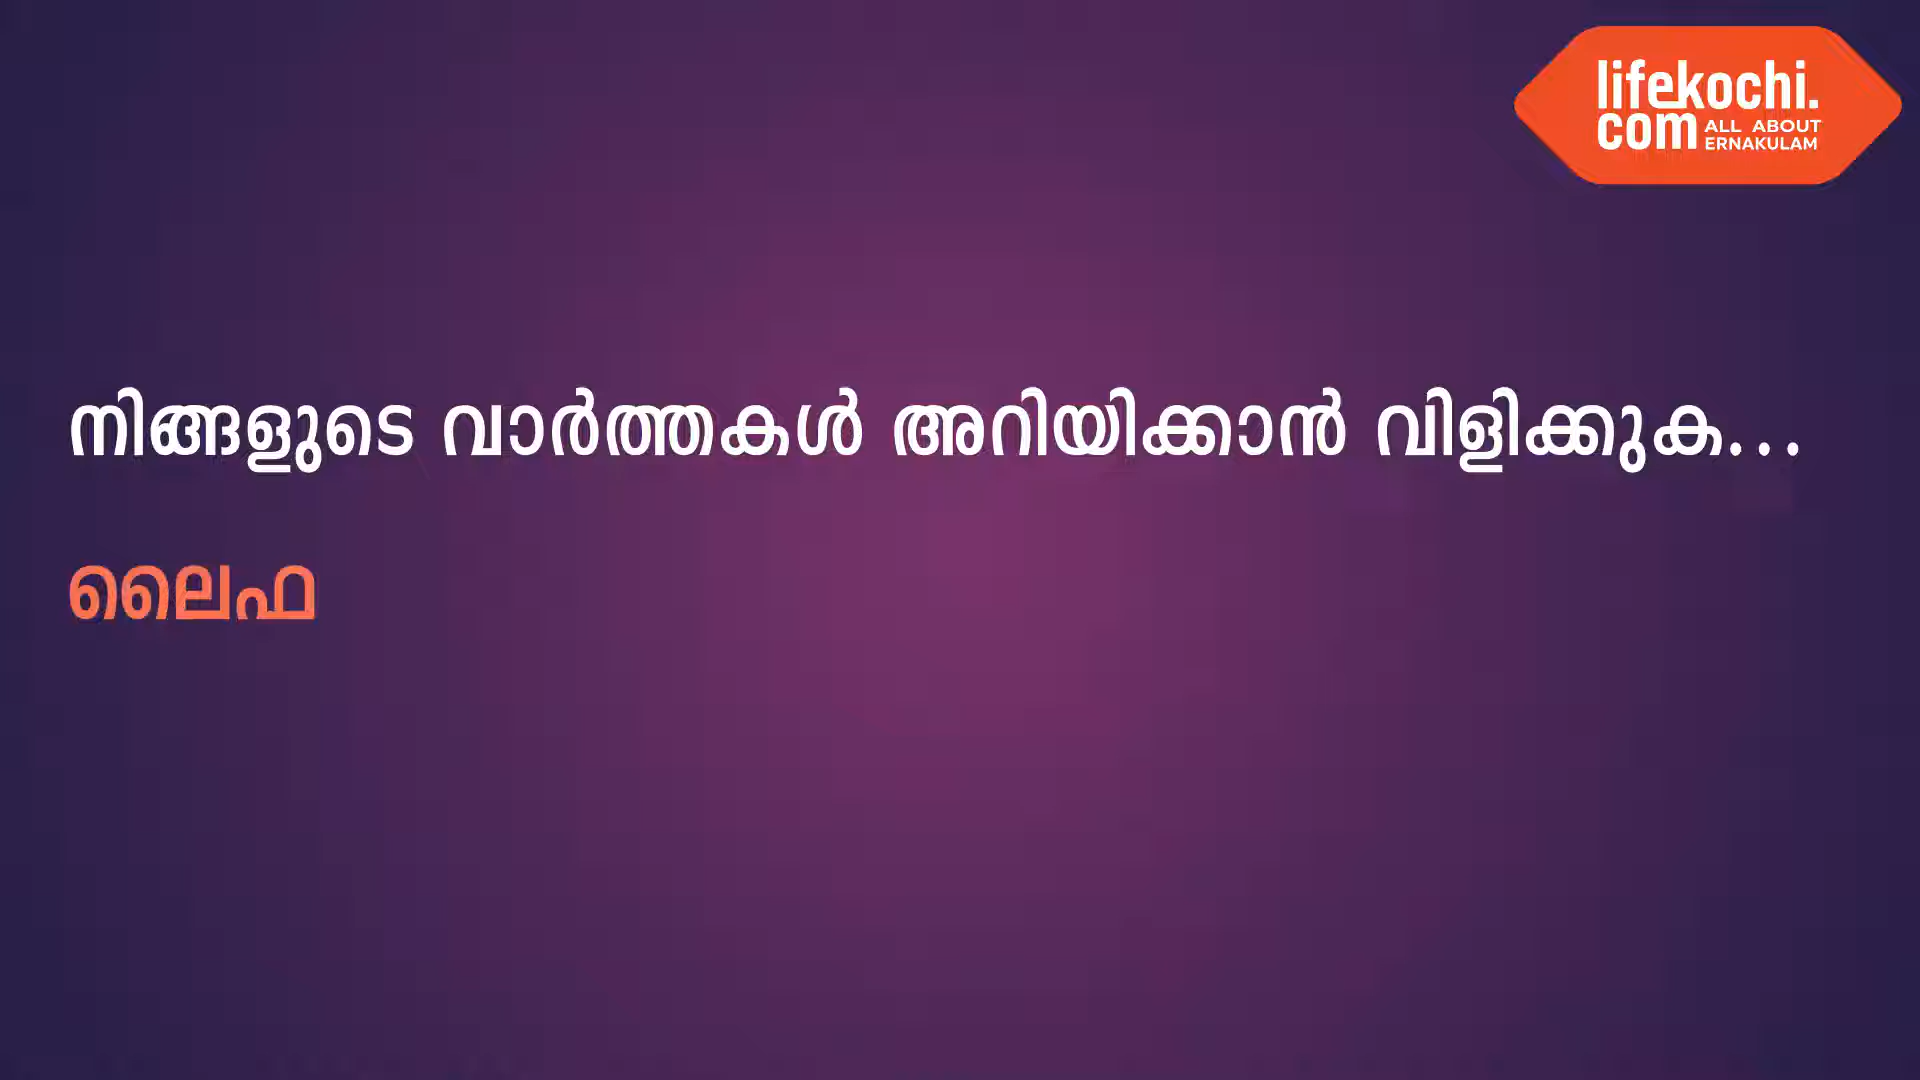 lifekochi.
com ALL ABOUT
ERNAKULAM
നിങ്ങളുടെ വാർത്തകൾ അറിയിക്കാൻ വിളിക്കുക...
ലൈഫ